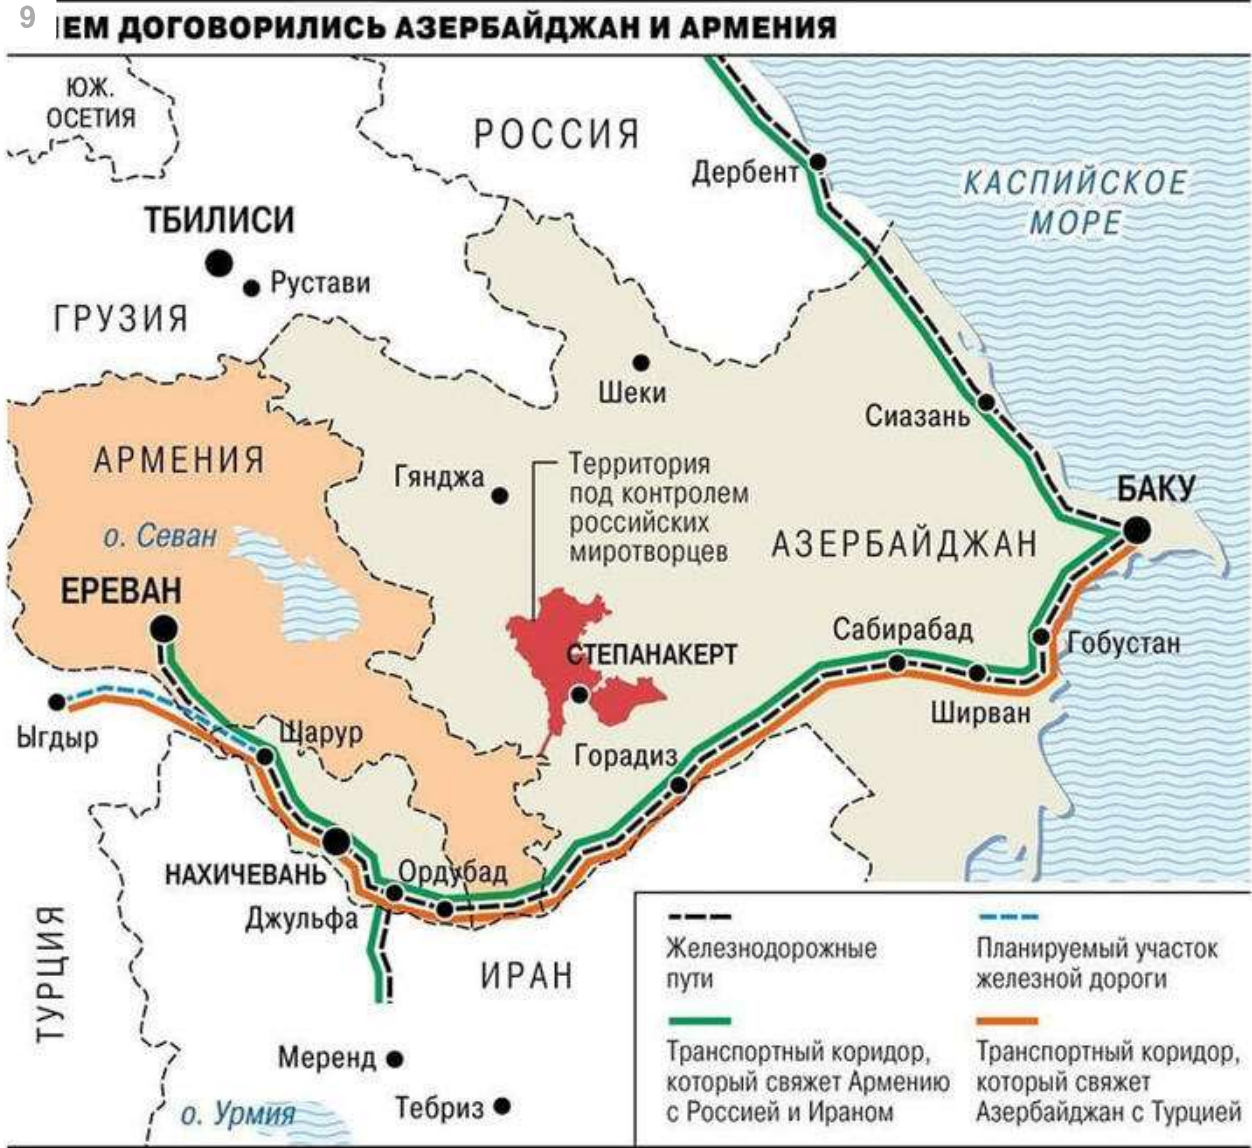 9
ЕМ ДОГОВОРИЛИСЬ АЗЕРБАЙДЖАН И АРМЕНИЯ
ЮЖ.
ОСЕТИЯ
РОССИЯ
Дербент
КАСПИЙСКОЕ
МОРЕ
ТБИЛИСИ
Рустави
ГРУЗИЯ
Шеки
Сиазань
АРМЕНИЯ
Гянджа
Территория
под контролем
российских
миротворцев
БАКУ
о. Севан
АЗЕРБАЙДЖАН
ЕРЕВАН
Сабирабад
Гобустан
СТЕПАНАКЕРТ
Ширван
Ыгдыр
Шарур
Горадиз
НАХИЧЕВАНЬ
Ордубад
Джульфа
ТУРЦИЯ
ИРАН
Меренд
Тебриз
о. Урмия
Железнодорожные
пути
Планируемый участок
железной дороги
Транспортный коридор,
который свяжет Армению
с Россией и Ираном
Транспортный коридор,
который свяжет
Азербайджан с Турцией